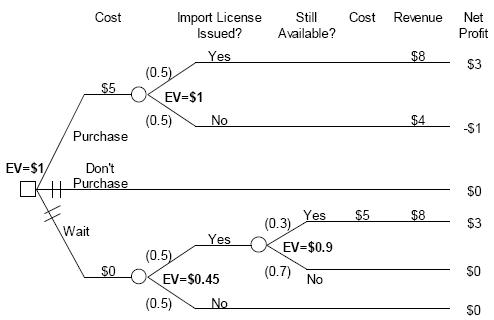 Cost Import License Issued? Still Available? Cost Revenue Net Profit
Yes $8 $3
(0.5)
$5 EV=$1
(0.5) No $4 -$1
Purchase
EV=$1 Don't Purchase $0
Wait
(0.3) Yes $5 $8 $3
(0.5) Yes EV=$0.9
$0 EV=$0.45 (0.7) No $0
(0.5) No $0